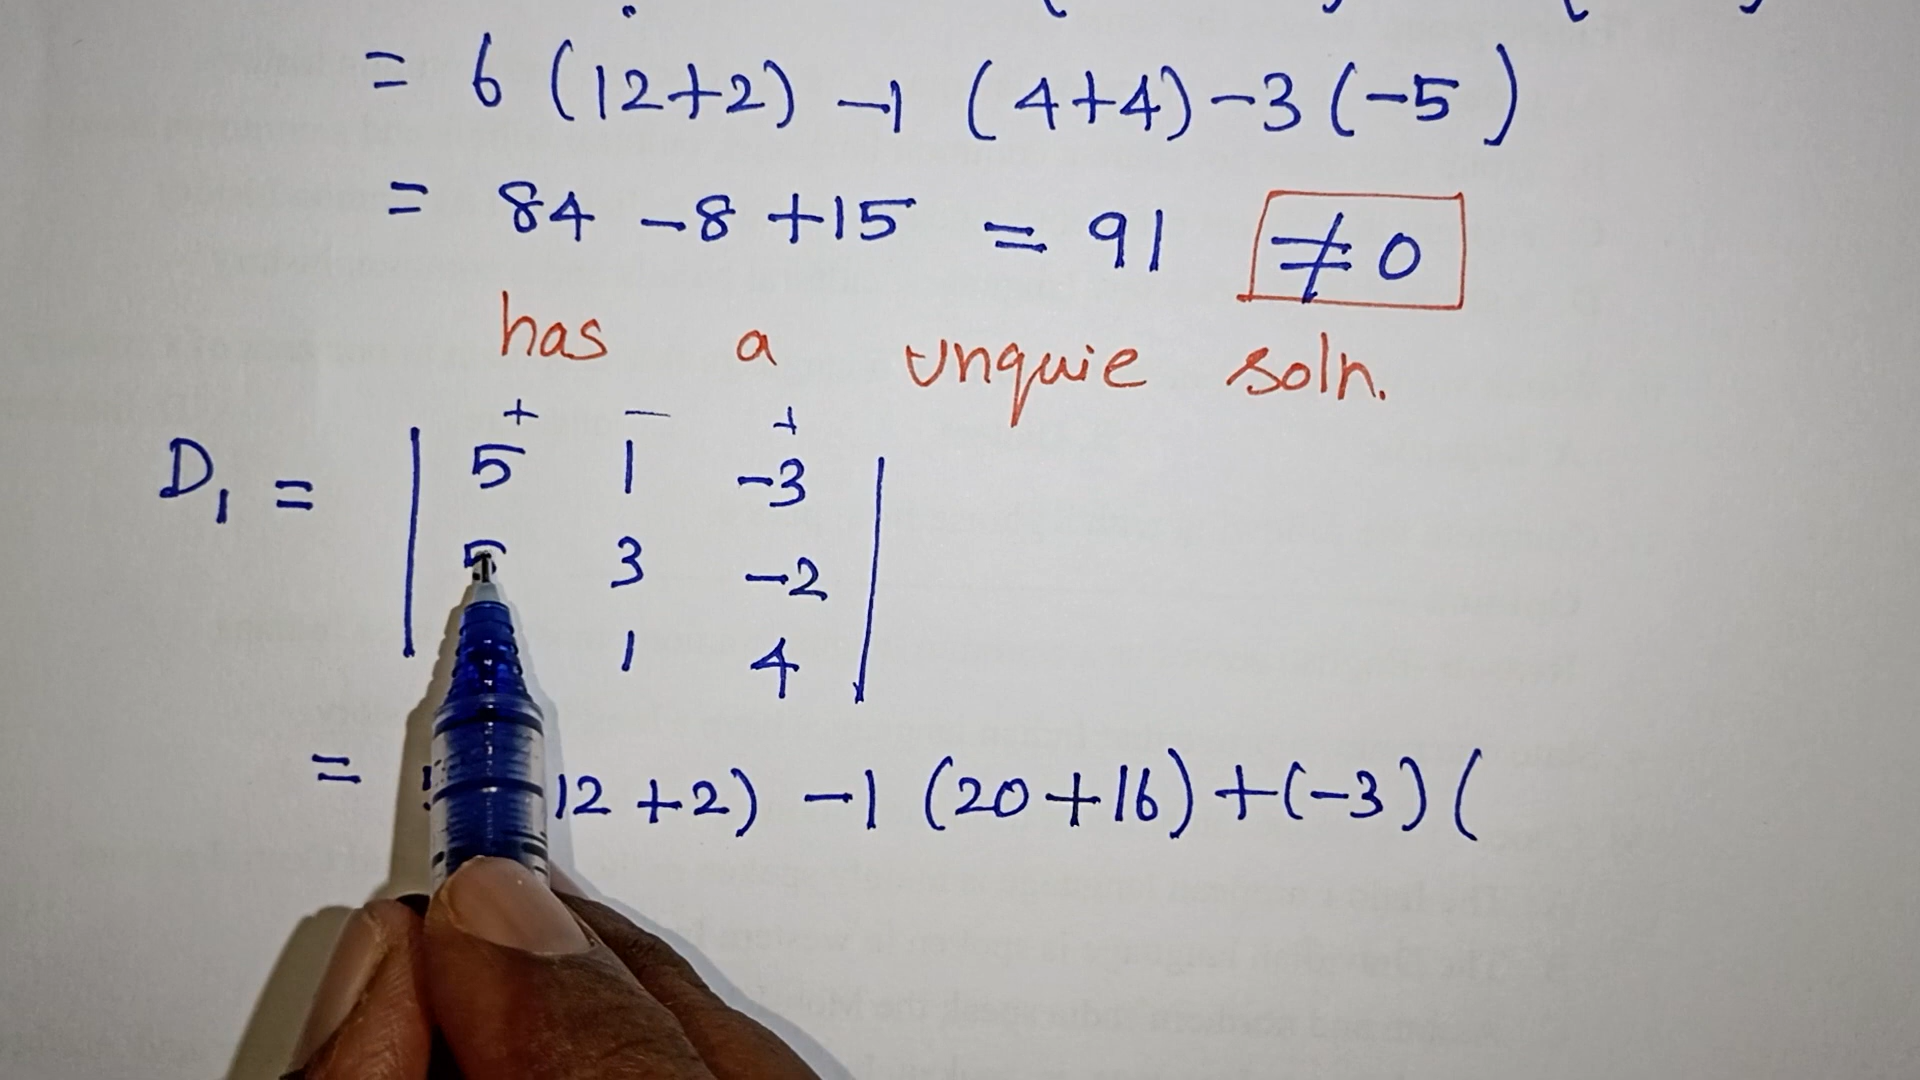 = 6 (12+2) -1 (4+4) -3 (-5)
= 84 -8 +15 = 91 ≠0
has a unquie soln.
+ - +
D₁ = | 5 1 -3 |
5 3 -2
1 4
= 12 +2) -1 (20+16) +(-3) (